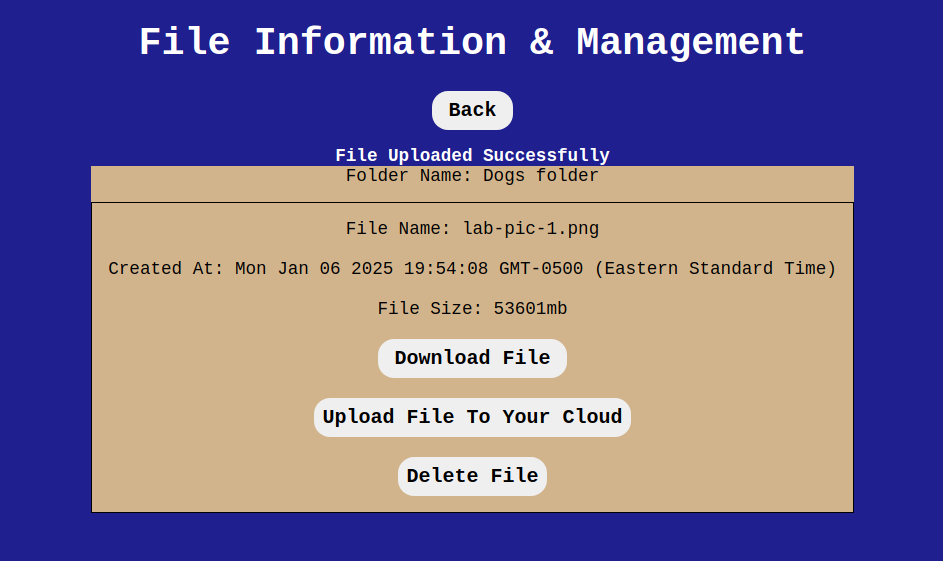 File Information & Management
Back
File Uploaded Successfully
Folder Name: Dogs folder
File Name: lab-pic-1.png
Created At: Mon Jan 06 2025 19:54:08 GMT-0500 (Eastern Standard Time)
File Size: 53601mb
Download File
Upload File To Your Cloud
Delete File